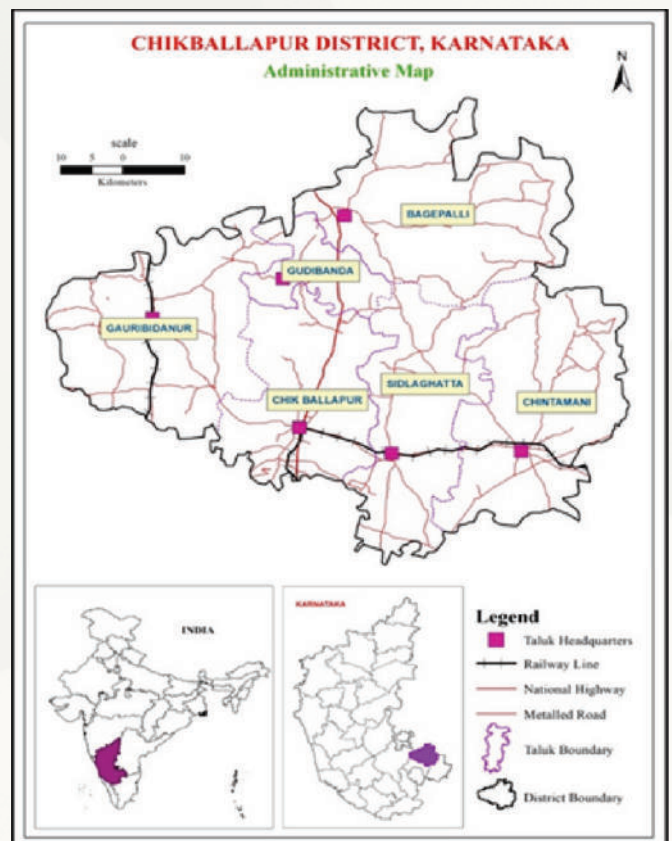 CHIKBALLAPUR DISTRICT, KARNATAKA
Administrative Map
N
scale
10 5 0 10
Kilometers
BAGEPALLI
GUDIBANDA
GAURIBIDANUR
SIDLAGHATTA
CHIK BALLAPUR
CHINTAMANI
INDIA
KARNATAKA
Legend
Taluk Headquarters
Railway Line
National Highway
Metalled Road
Taluk Boundary
District Boundary